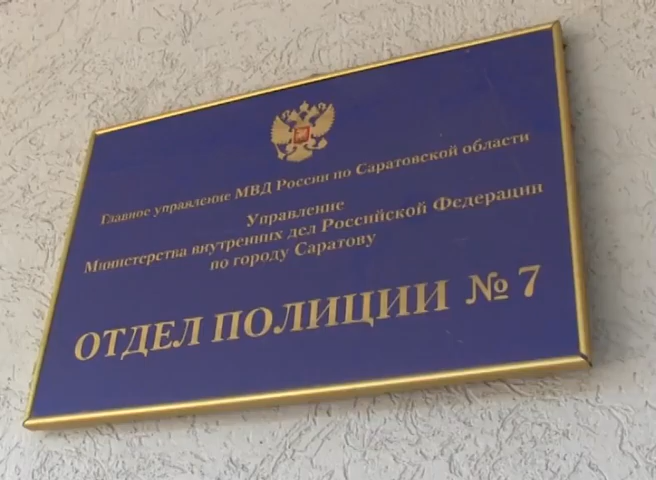 Главное управление МВД России по Саратовской области
Управление
Министерства внутренних дел Российской Федерации
по городу Саратову
ОТДЕЛ ПОЛИЦИИ № 7